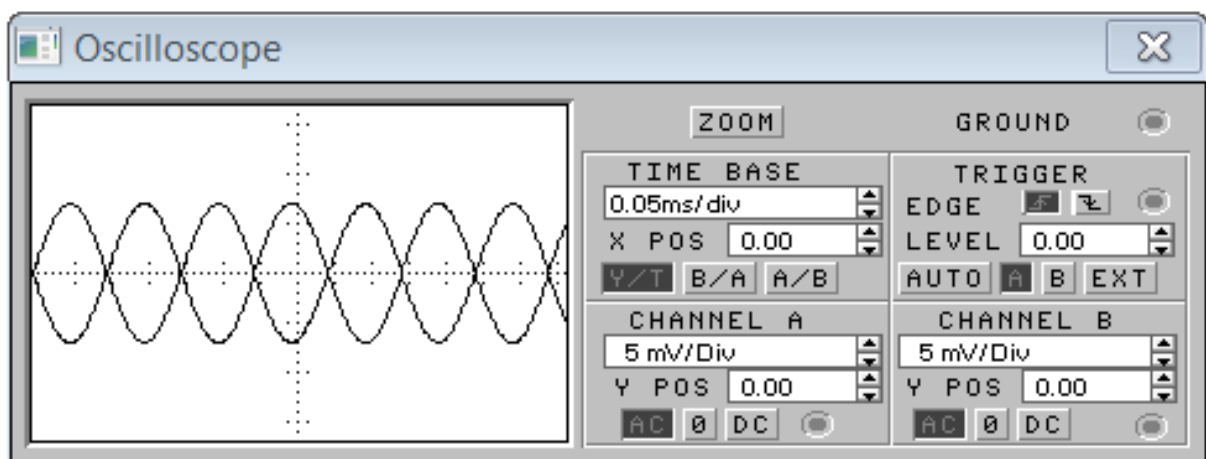 Oscilloscope
ZOOM
GROUND
TIME BASE
0.05ms/div
X POS 0.00
Y/T B/A A/B
TRIGGER
EDGE
LEVEL 0.00
AUTO A B EXT
CHANNEL A
5 mV/Div
Y POS 0.00
AC 0 DC
CHANNEL B
5 mV/Div
Y POS 0.00
AC 0 DC